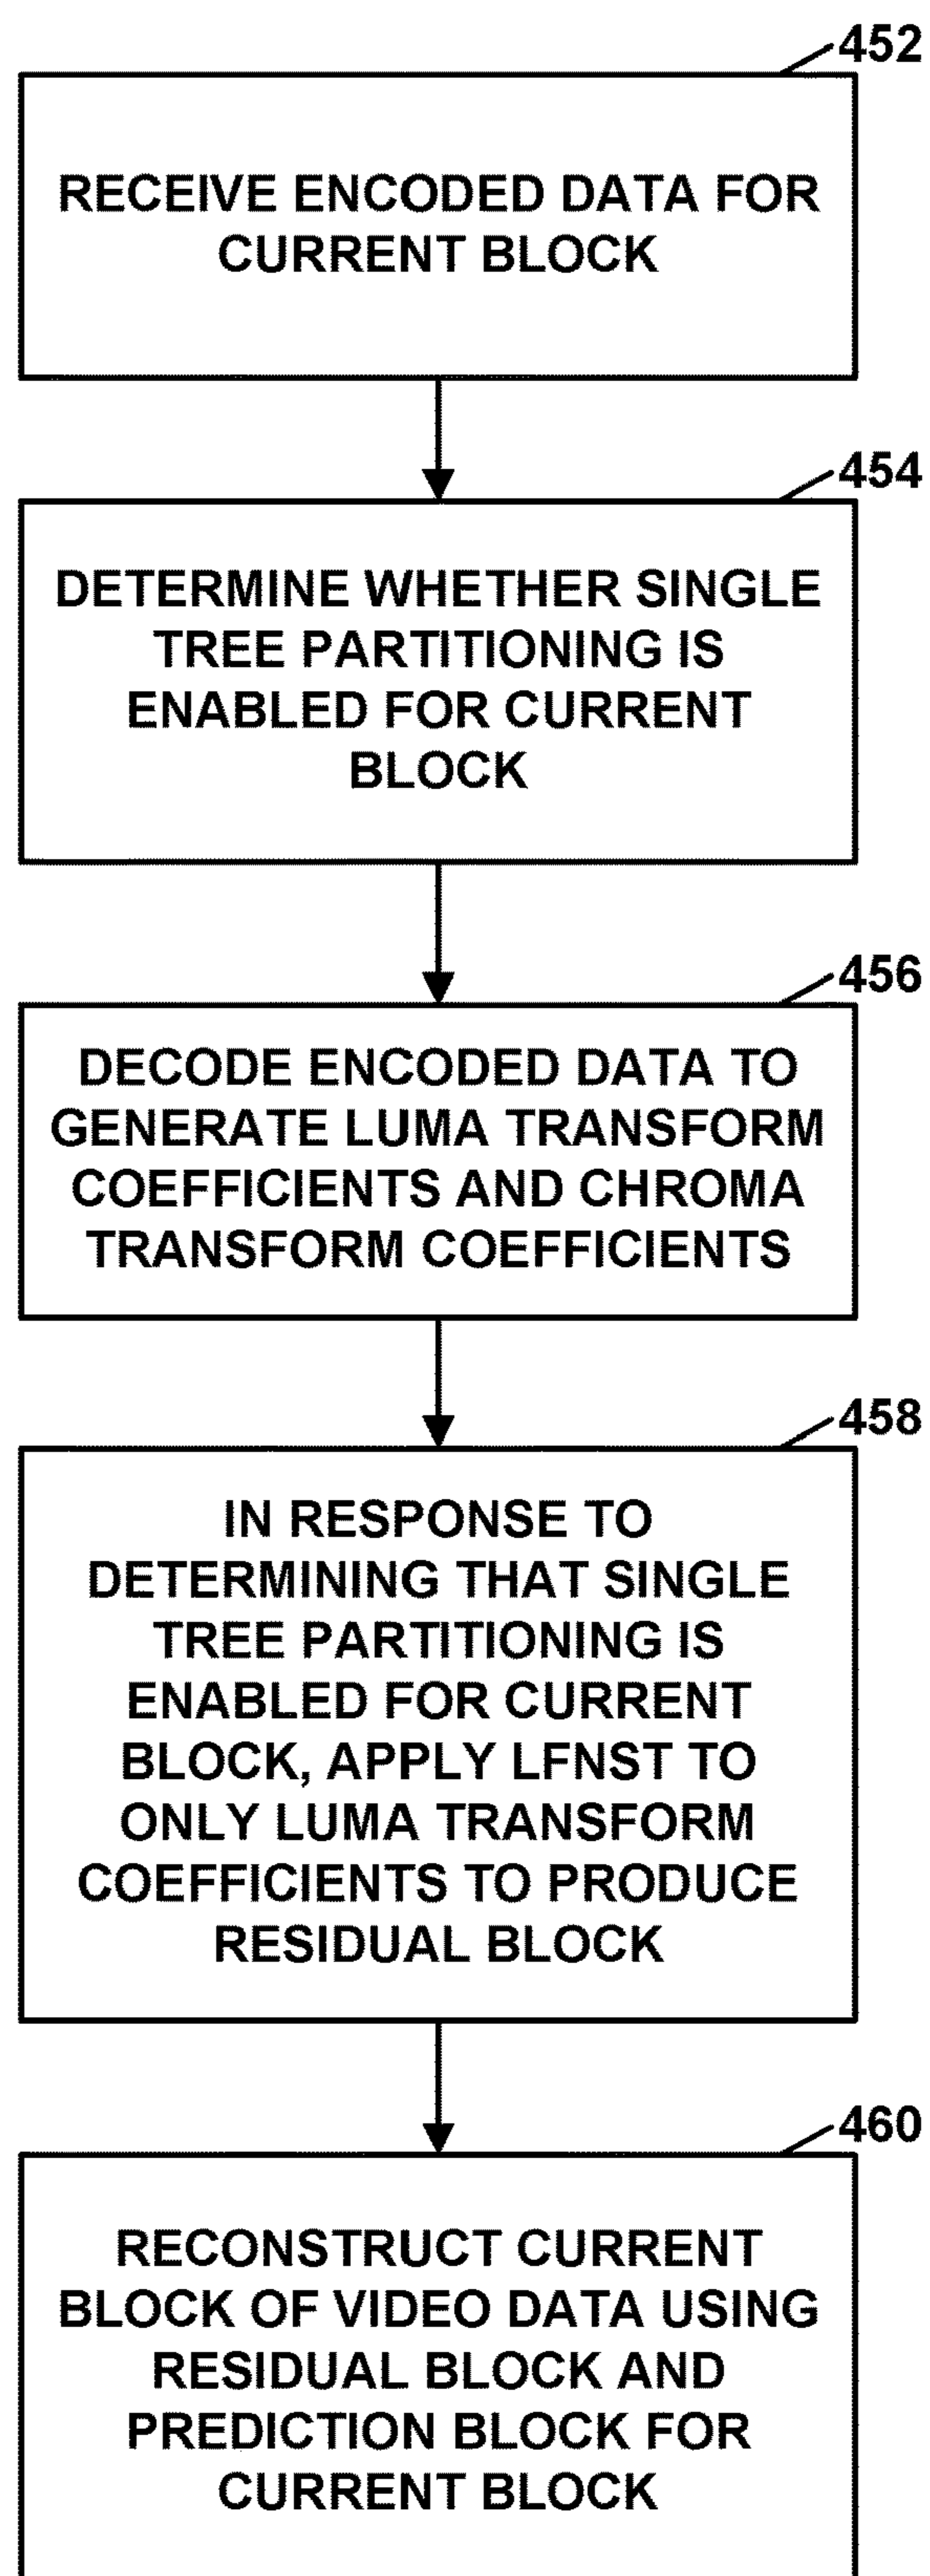 452
RECEIVE ENCODED DATA FOR
CURRENT BLOCK
454
DETERMINE WHETHER SINGLE
TREE PARTITIONING IS
ENABLED FOR CURRENT
BLOCK
456
DECODE ENCODED DATA TO
GENERATE LUMA TRANSFORM
COEFFICIENTS AND CHROMA
TRANSFORM COEFFICIENTS
458
IN RESPONSE TO
DETERMINING THAT SINGLE
TREE PARTITIONING IS
ENABLED FOR CURRENT
BLOCK, APPLY LFNST TO
ONLY LUMA TRANSFORM
COEFFICIENTS TO PRODUCE
RESIDUAL BLOCK
460
RECONSTRUCT CURRENT
BLOCK OF VIDEO DATA USING
RESIDUAL BLOCK AND
PREDICTION BLOCK FOR
CURRENT BLOCK